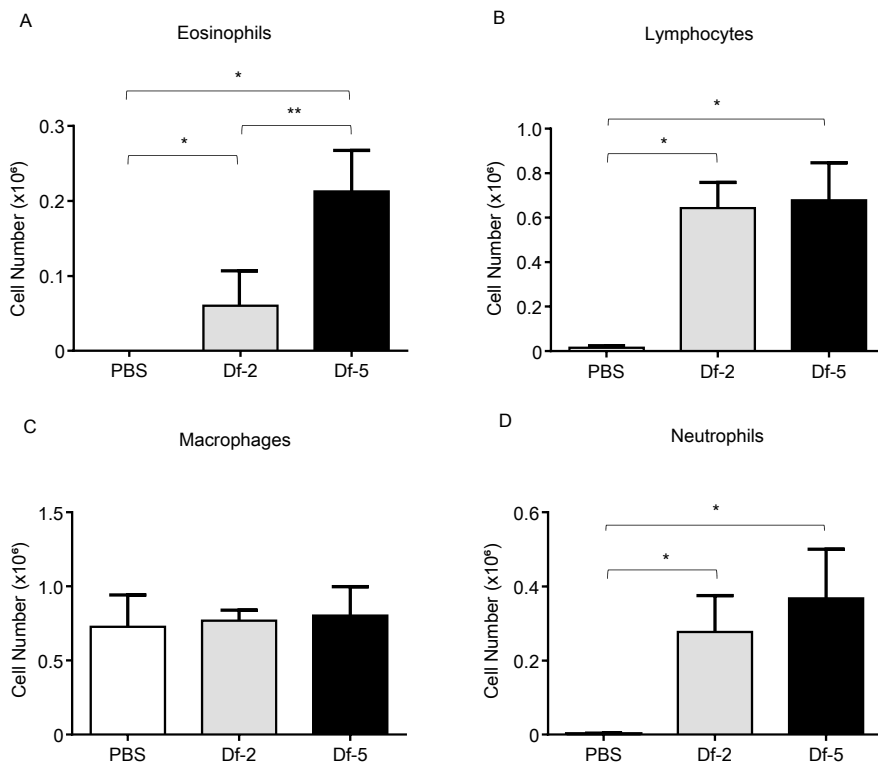 A
Eosinophils
*
**
*
Cell Number (x10⁶)
0.3
0.2
0.1
0
PBS Df-2 Df-5
B
Lymphocytes
*
*
Cell Number (x10⁶)
1.0
0.8
0.6
0.4
0.2
0
PBS Df-2 Df-5
C
Macrophages
Cell Number (x10⁶)
1.5
1.0
0.5
0
PBS Df-2 Df-5
D
Neutrophils
*
*
Cell Number (x10⁶)
0.6
0.4
0.2
0
PBS Df-2 Df-5